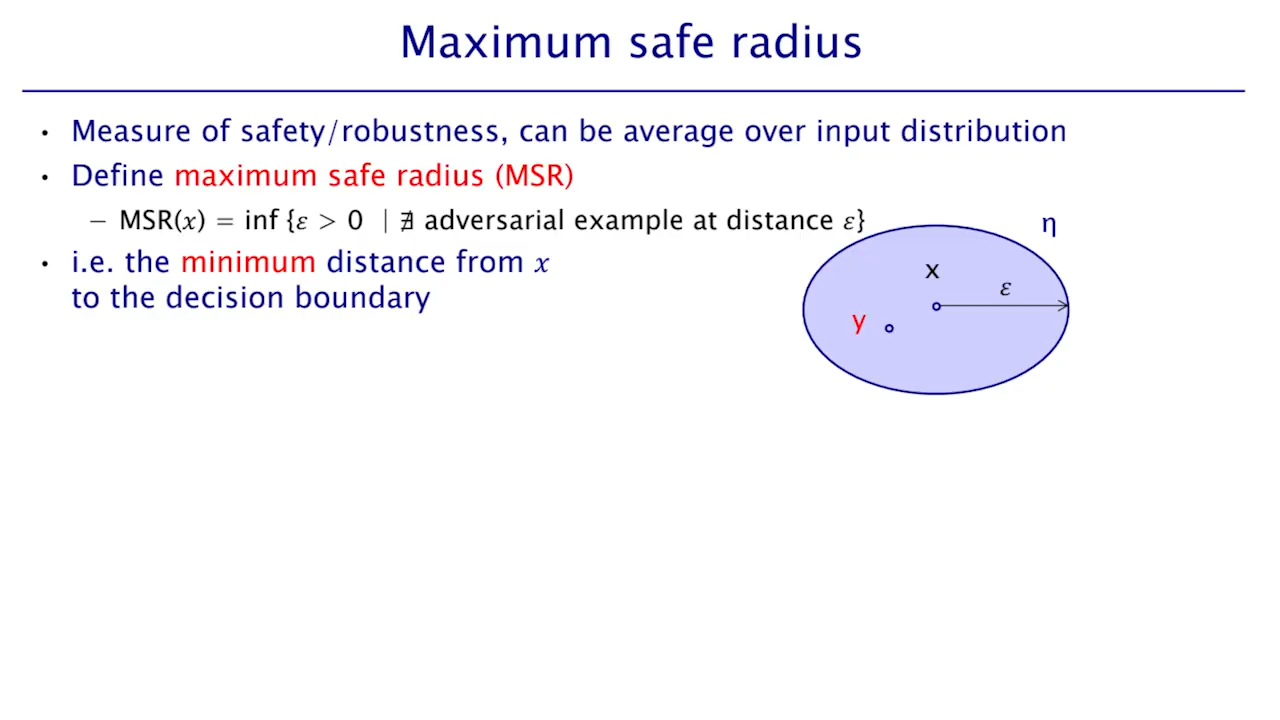 Maximum safe radius
• Measure of safety/robustness, can be average over input distribution
• Define maximum safe radius (MSR)
– MSR(x) = inf {ε > 0 | ∄ adversarial example at distance ε}
• i.e. the minimum distance from x
to the decision boundary
η
x
ε
y